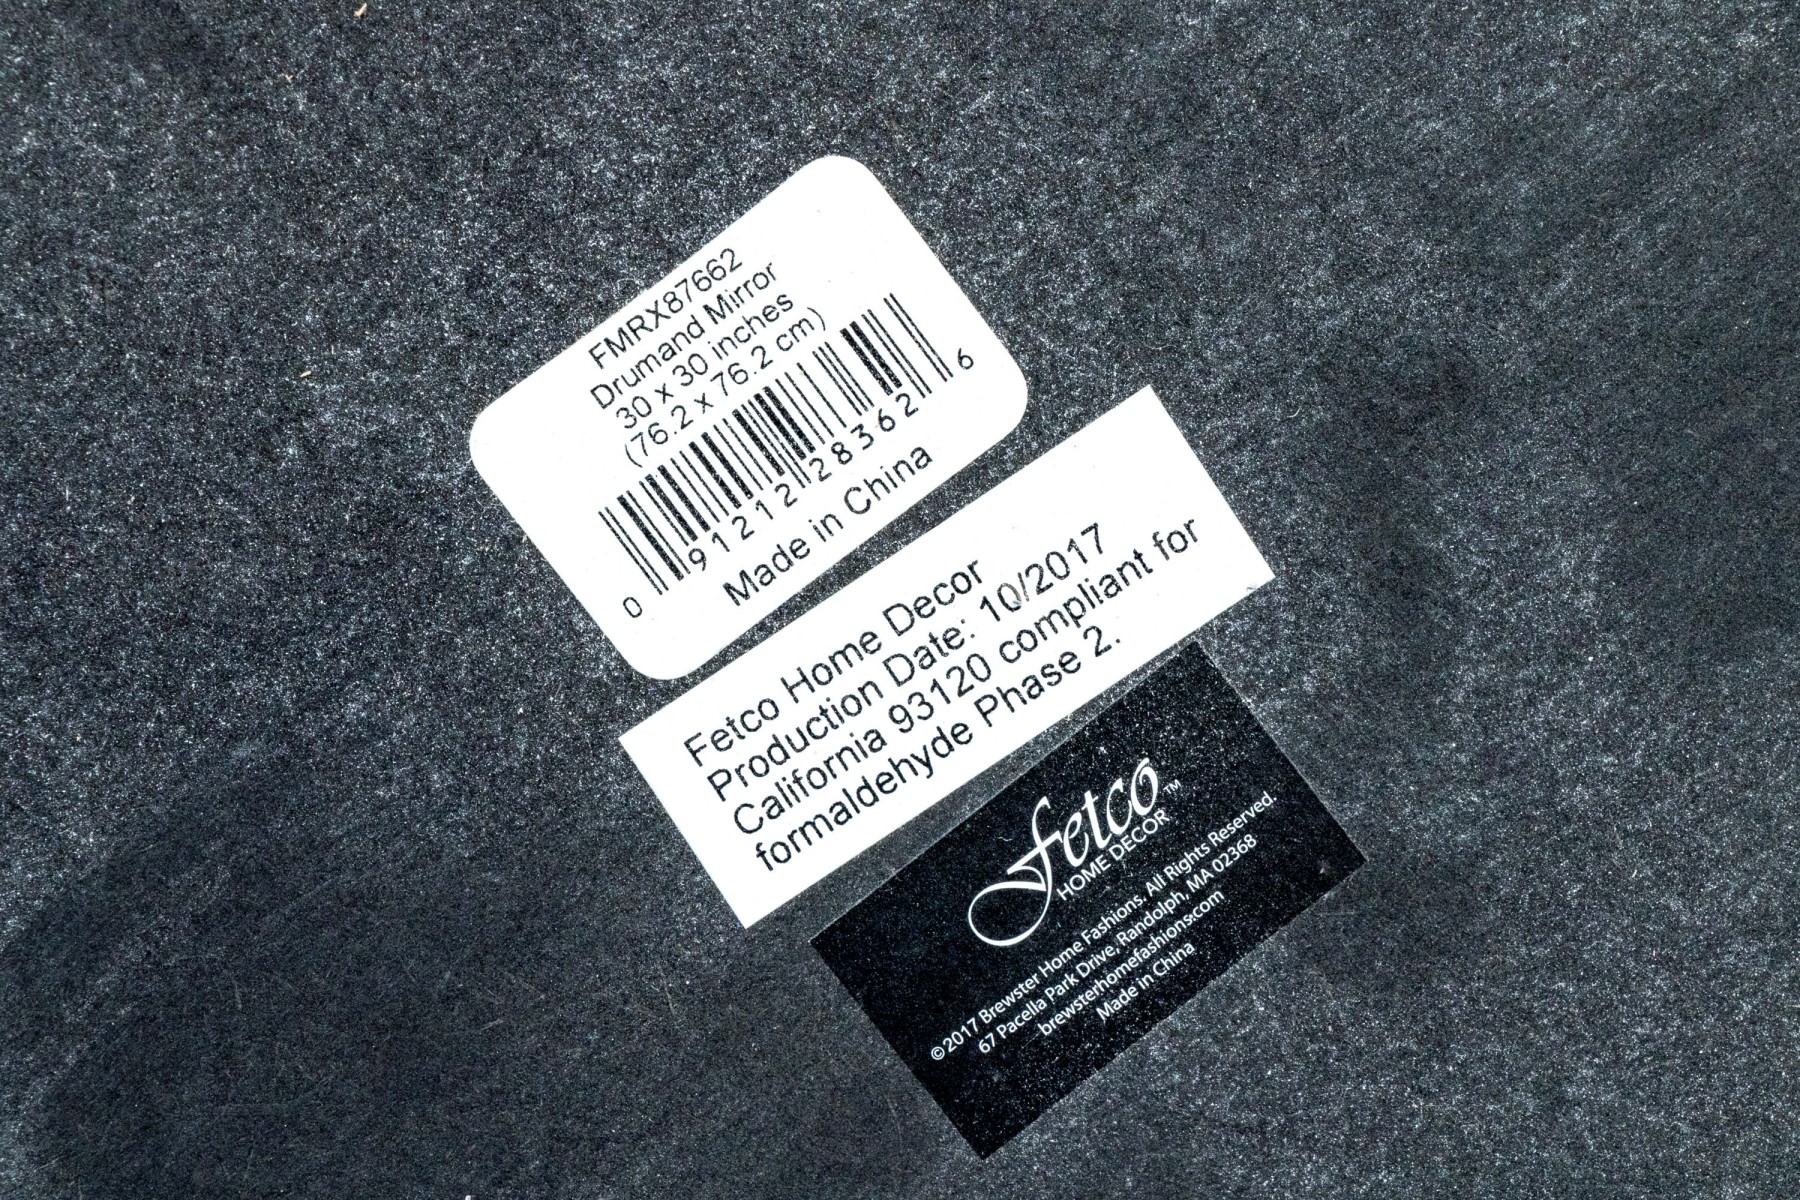 FMRX87662
Drumand Mirror
30 x 30 inches
(76.2 x 76.2 cm)
0 91212 28362 6
Made in China
Fetco Home Decor
Production Date: 10/2017
California 93120 compliant for
formaldehyde Phase 2.
fetco™
HOME DECOR
©2017 Brewster Home Fashions. All Rights Reserved.
67 Pacella Park Drive, Randolph, MA 02368
brewsterhomefashions.com
Made in China